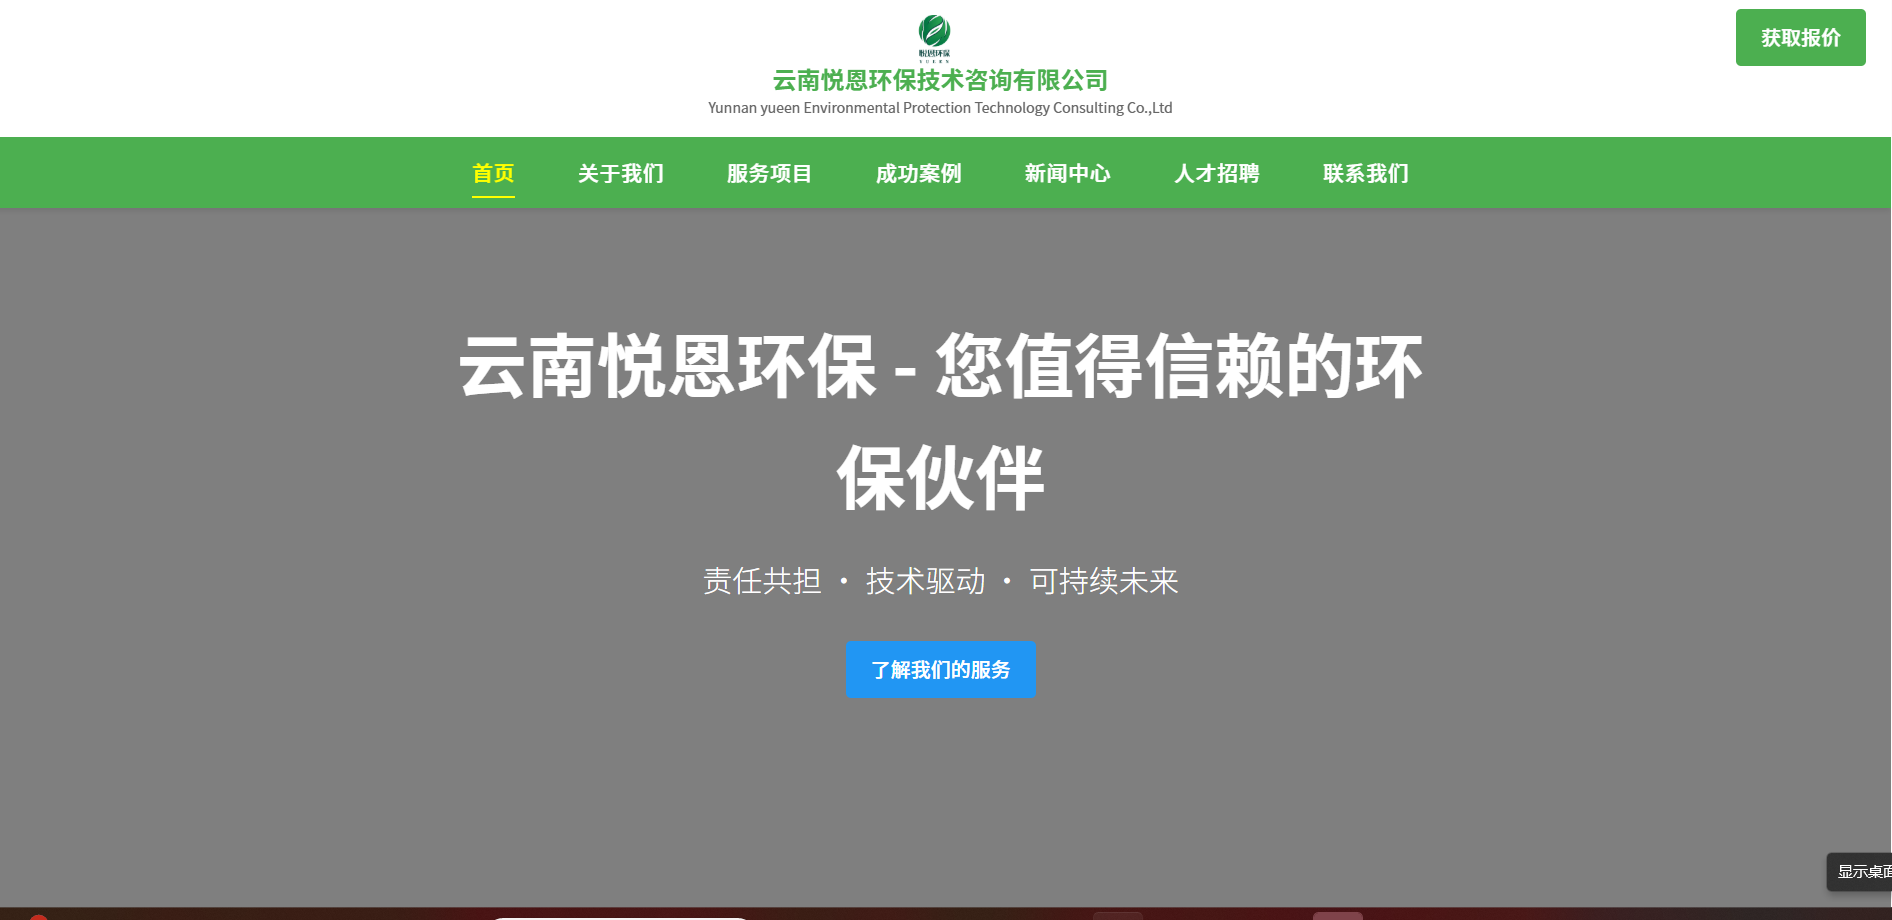 悦恩环保
YUEEN
云南悦恩环保技术咨询有限公司
Yunnan yueen Environmental Protection Technology Consulting Co.,Ltd
获取报价
首页 关于我们 服务项目 成功案例 新闻中心 人才招聘 联系我们
云南悦恩环保 - 您值得信赖的环
保伙伴
责任共担 · 技术驱动 · 可持续未来
了解我们的服务
显示桌面